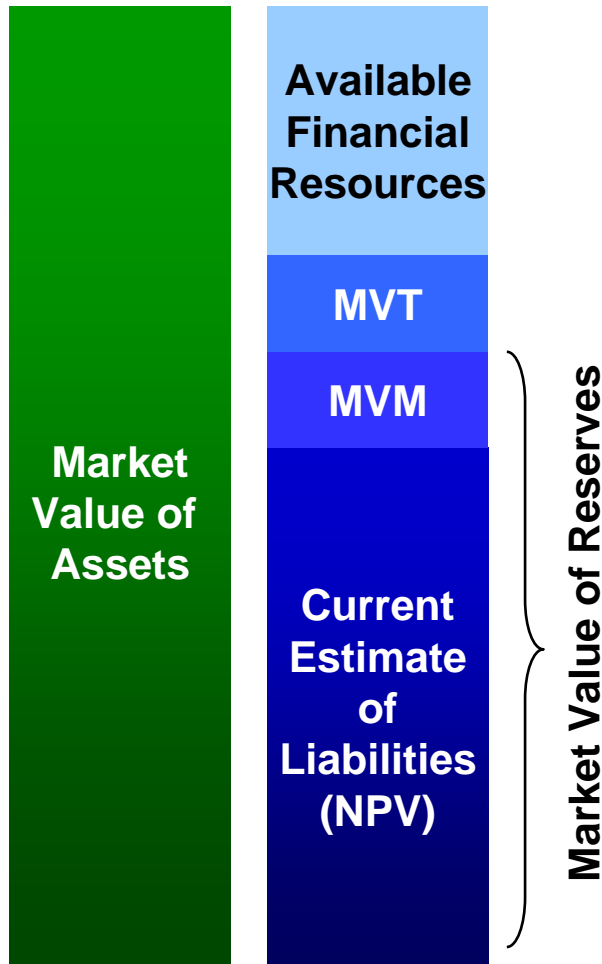 Market
Value of
Assets
Available
Financial
Resources
MVT
MVM
Current
Estimate
of
Liabilities
(NPV)
Market Value of Reserves